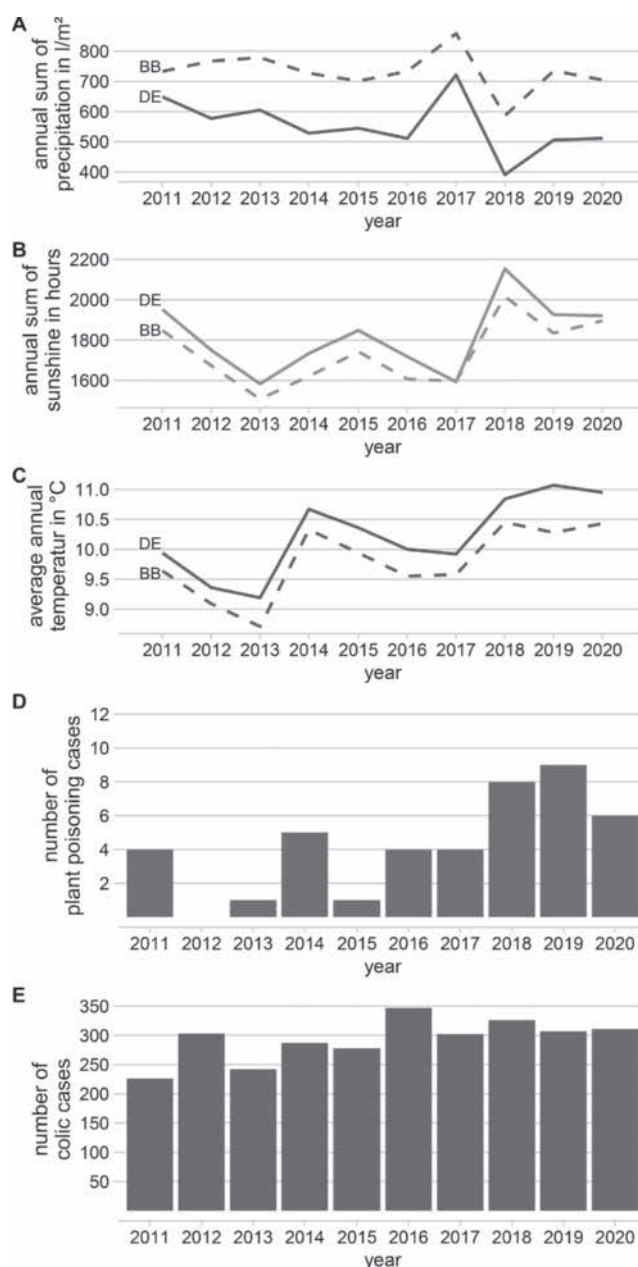 A
annual sum of
precipitation in l/m²
800
700
600
500
400
BB
DE
2011 2012 2013 2014 2015 2016 2017 2018 2019 2020
year
B
annual sum of
sunshine in hours
2200
2000
1800
1600
DE
BB
2011 2012 2013 2014 2015 2016 2017 2018 2019 2020
year
C
average annual
temperatur in °C
11.0
10.5
10.0
9.5
9.0
DE
BB
2011 2012 2013 2014 2015 2016 2017 2018 2019 2020
year
D
number of
plant poisoning cases
12
10
8
6
4
2
2011 2012 2013 2014 2015 2016 2017 2018 2019 2020
year
E
number of
colic cases
350
300
250
200
150
100
50
2011 2012 2013 2014 2015 2016 2017 2018 2019 2020
year